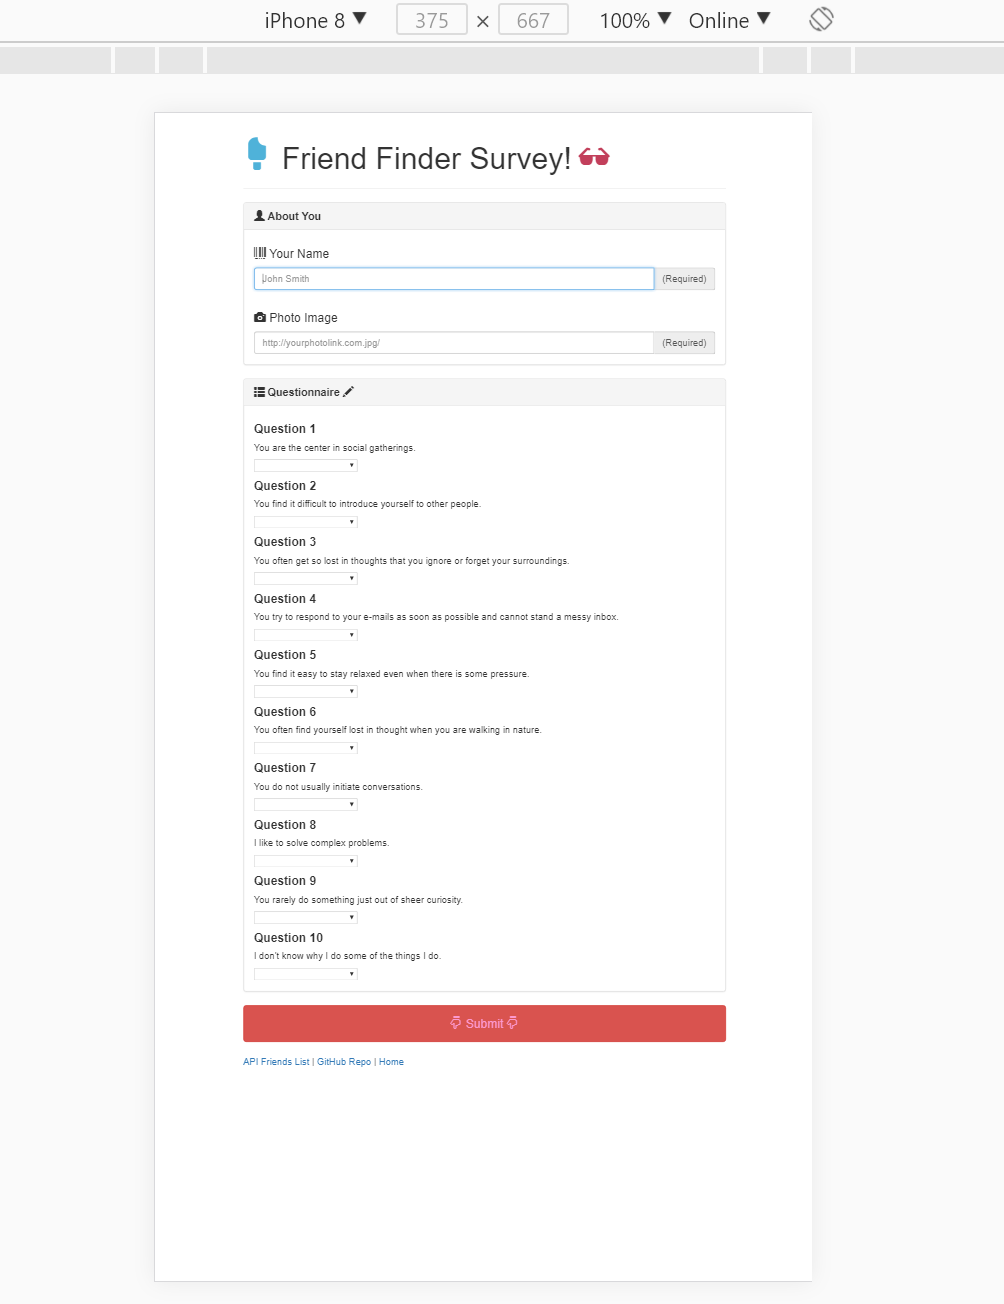 iPhone 8 ▼ 375 × 667 100% ▼ Online ▼
Friend Finder Survey!
About You
Your Name
John Smith (Required)
Photo Image
http://yourphotolink.com.jpg/ (Required)
Questionnaire
Question 1
You are the center in social gatherings.
Question 2
You find it difficult to introduce yourself to other people.
Question 3
You often get so lost in thoughts that you ignore or forget your surroundings.
Question 4
You try to respond to your e-mails as soon as possible and cannot stand a messy inbox.
Question 5
You find it easy to stay relaxed even when there is some pressure.
Question 6
You often find yourself lost in thought when you are walking in nature.
Question 7
You do not usually initiate conversations.
Question 8
I like to solve complex problems.
Question 9
You rarely do something just out of sheer curiosity.
Question 10
I don't know why I do some of the things I do.
Submit
API Friends List | GitHub Repo | Home